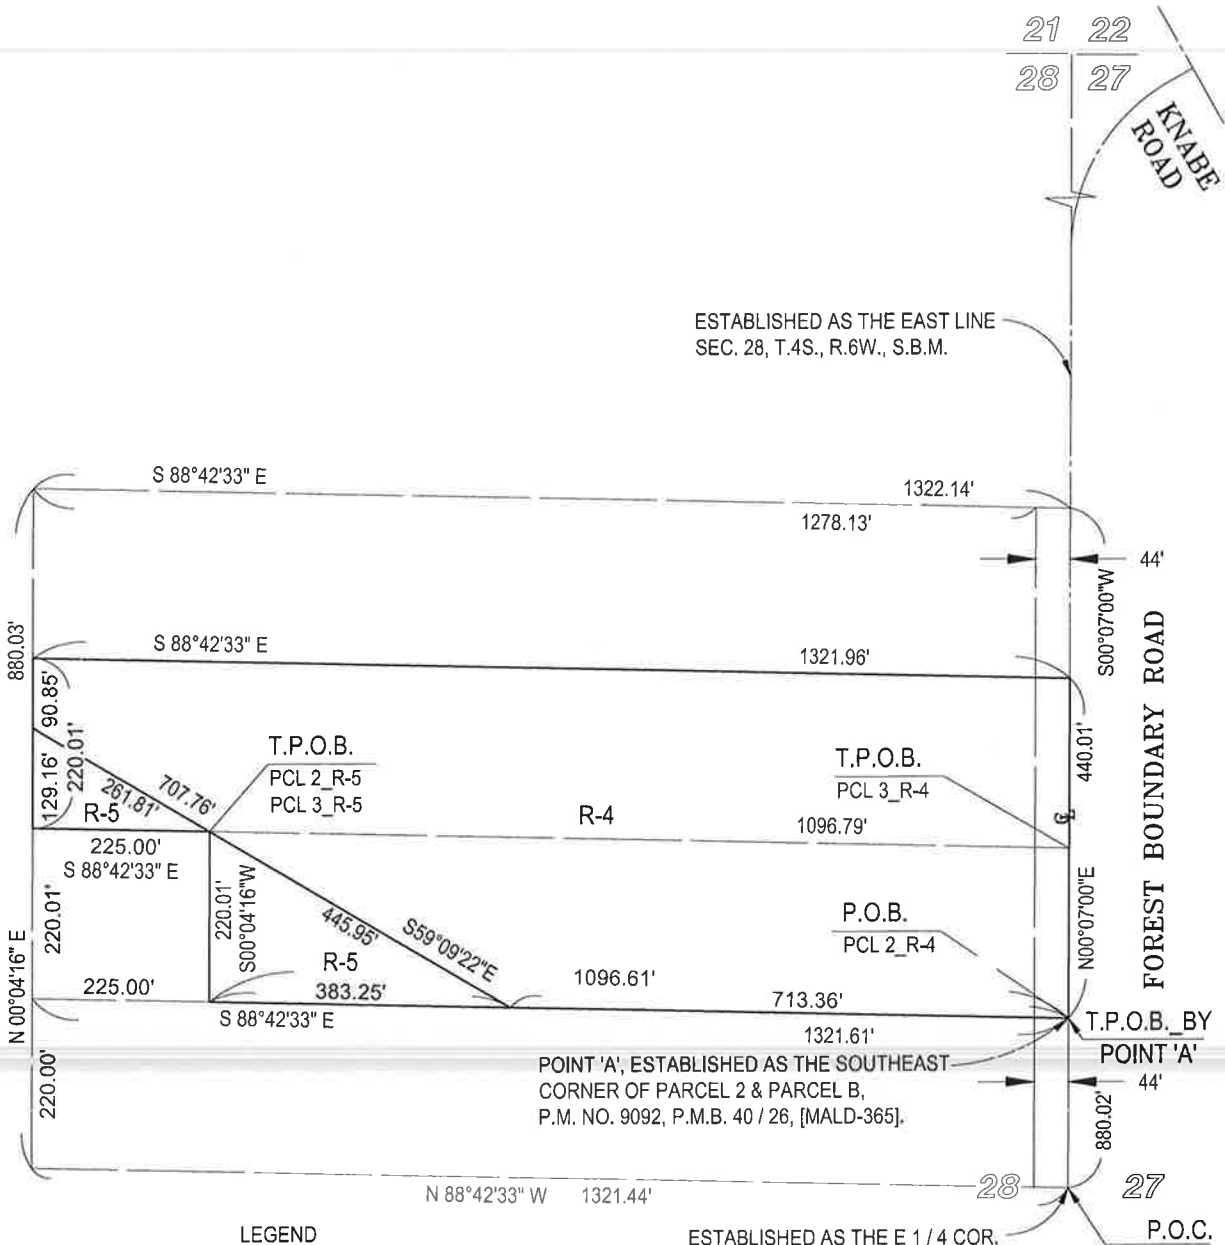 21 22
28 27
KNABE
ROAD
ESTABLISHED AS THE EAST LINE
SEC. 28, T.4S., R.6W., S.B.M.
S 88°42'33" E
1322.14'
1278.13'
44'
S00°07'00"W
880.03'
S 88°42'33" E
1321.96'
90.85'
220.01'
129.16'
440.01'
FOREST BOUNDARY ROAD
T.P.O.B.
PCL 2_R-5
PCL 3_R-5
T.P.O.B.
PCL 3_R-4
707.76'
261.81'
R-5
R-4
1096.79'
225.00'
S 88°42'33" E
220.01'
220.01'
S00°04'16"W
445.95'
S59°09'22"E
P.O.B.
PCL 2_R-4
N00°07'00"E
N 00°04'16" E
R-5
225.00'
383.25'
1096.61'
713.36'
S 88°42'33" E
1321.61'
T.P.O.B._BY
POINT 'A'
POINT 'A', ESTABLISHED AS THE SOUTHEAST
CORNER OF PARCEL 2 & PARCEL B,
P.M. NO. 9092, P.M.B. 40 / 26, [MALD-365].
44'
220.00'
880.02'
N 88°42'33" W 1321.44'
28 27
LEGEND
ESTABLISHED AS THE E 1 / 4 COR.
P.O.C.